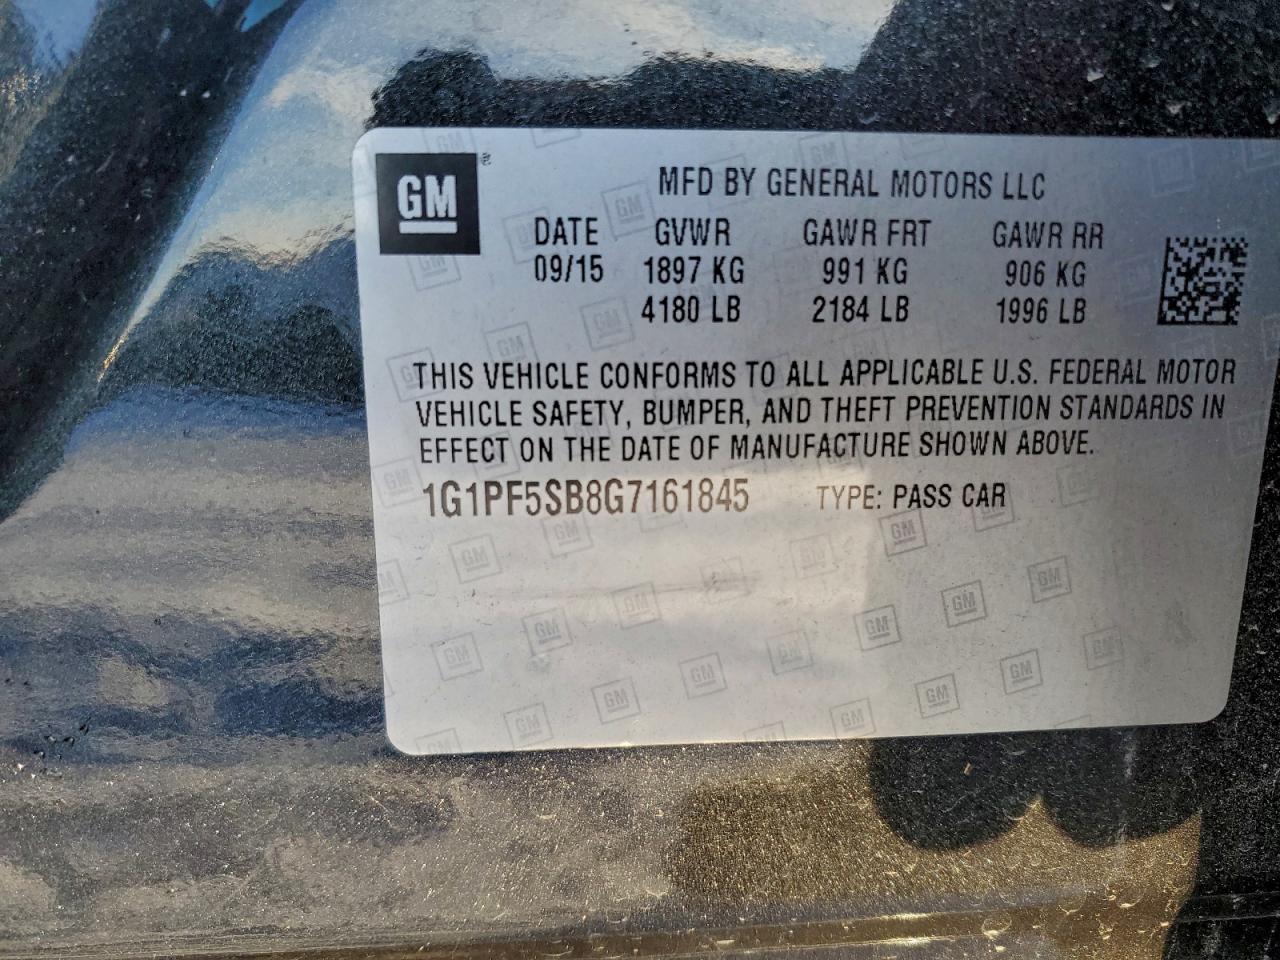 GM
MFD BY GENERAL MOTORS LLC
DATE GVWR GAWR FRT GAWR RR
09/15 1897 KG 991 KG 906 KG
4180 LB 2184 LB 1996 LB
THIS VEHICLE CONFORMS TO ALL APPLICABLE U.S. FEDERAL MOTOR
VEHICLE SAFETY, BUMPER, AND THEFT PREVENTION STANDARDS IN
EFFECT ON THE DATE OF MANUFACTURE SHOWN ABOVE.
1G1PF5SB8G7161845 TYPE: PASS CAR